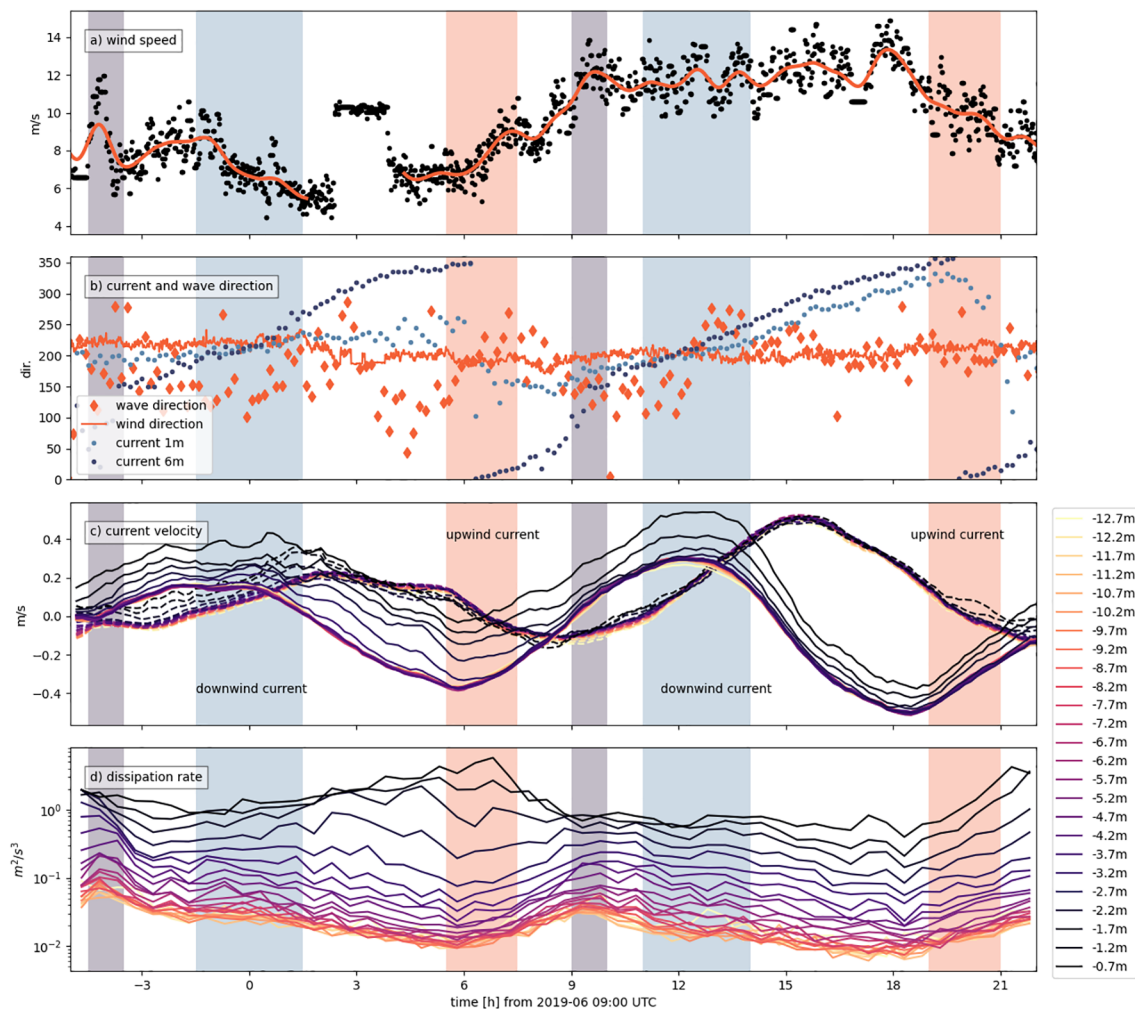 a) wind speed
14
12
10
8
6
4
m/s
b) current and wave direction
350
300
250
200
150
100
50
0
dir.
wave direction
wind direction
current 1m
current 6m
c) current velocity
upwind current
upwind current
downwind current
downwind current
0.4
0.2
0.0
−0.2
−0.4
m/s
d) dissipation rate
10⁰
10⁻¹
10⁻²
m²/s³
−3
0
3
6
9
12
15
18
21
time [h] from 2019-06 09:00 UTC
-12.7m
-12.2m
-11.7m
-11.2m
-10.7m
-10.2m
-9.7m
-9.2m
-8.7m
-8.2m
-7.7m
-7.2m
-6.7m
-6.2m
-5.7m
-5.2m
-4.7m
-4.2m
-3.7m
-3.2m
-2.7m
-2.2m
-1.7m
-1.2m
-0.7m